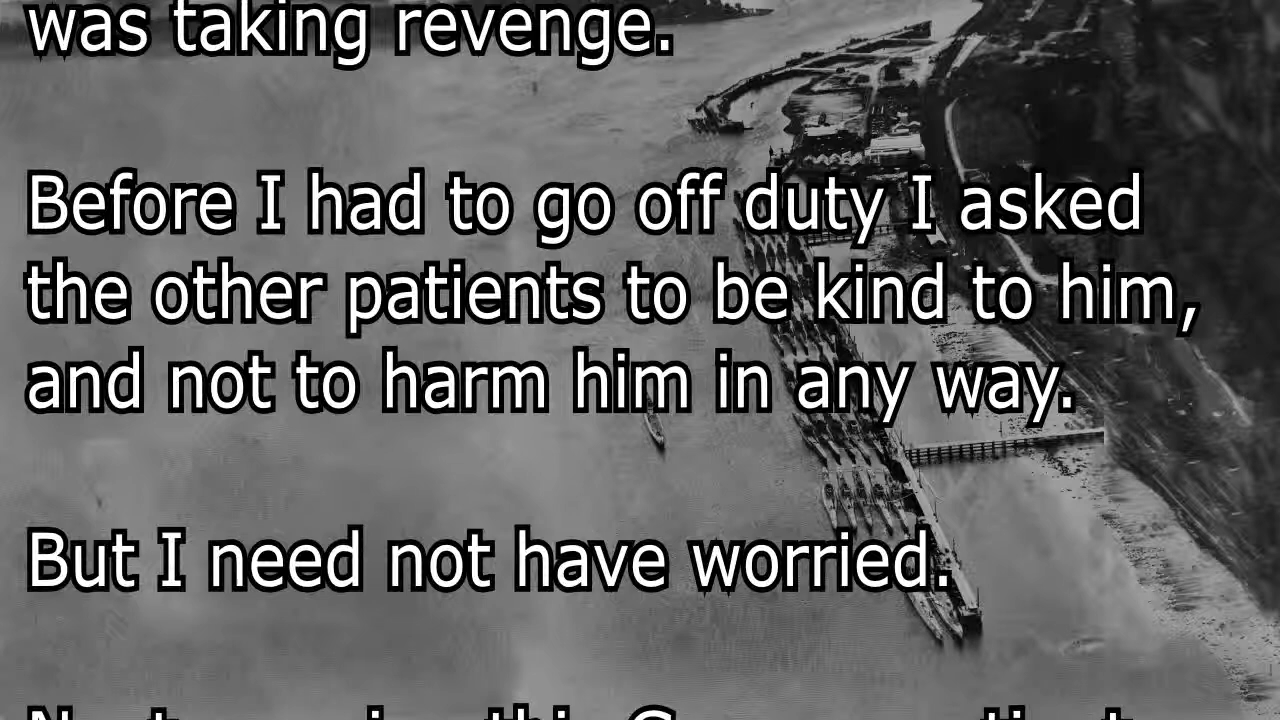 was taking revenge.
Before I had to go off duty I asked
the other patients to be kind to him,
and not to harm him in any way.
But I need not have worried.